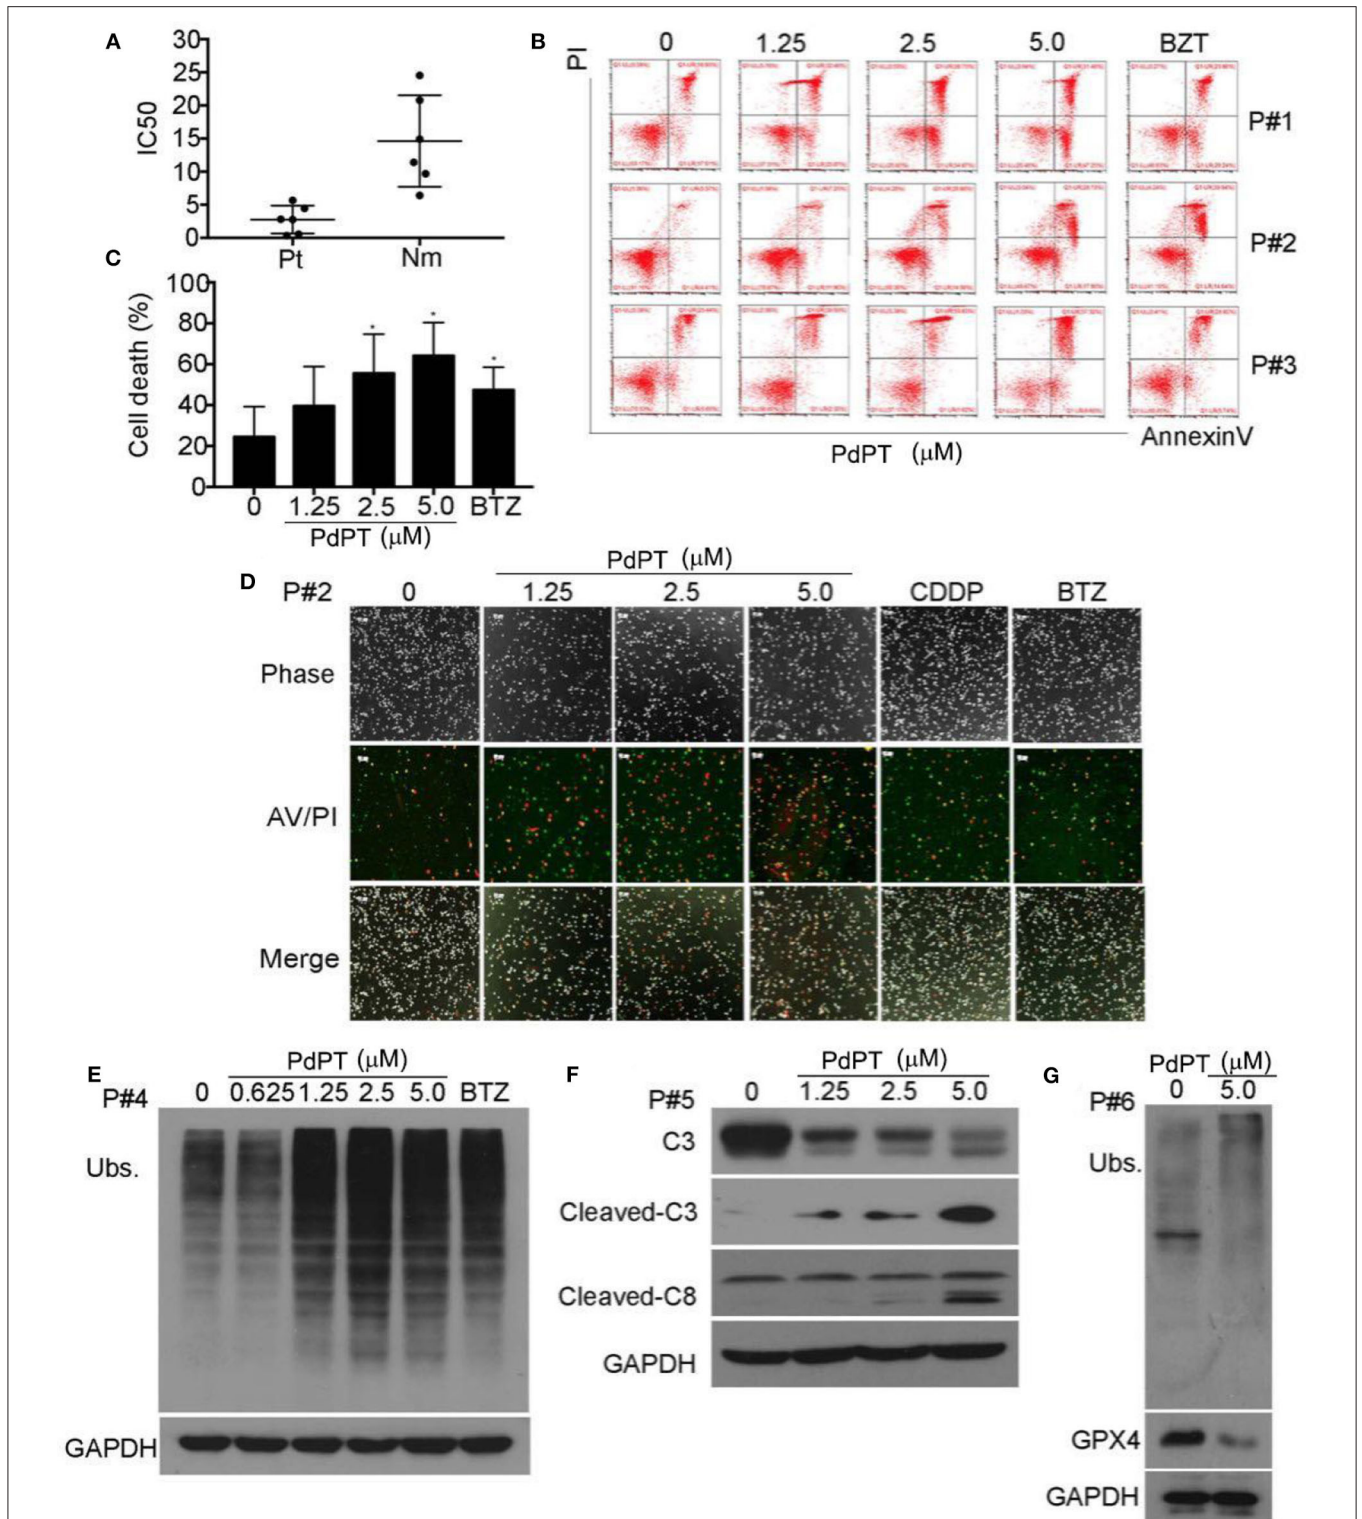 A
30
25
20
15
10
5
0
IC50
Pt
Nm
B
PI
0
1.25
2.5
5.0
BZT
P#1
P#2
P#3
AnnexinV
PdPT (μM)
C
100
80
60
40
20
0
Cell death (%)
*
*
*
0
1.25
2.5
5.0
BTZ
PdPT (μM)
D
PdPT (μM)
P#2
0
1.25
2.5
5.0
CDDP
BTZ
Phase
AV/PI
Merge
E
PdPT (μM)
P#4
0
0.625
1.25
2.5
5.0
BTZ
Ubs.
GAPDH
F
PdPT (μM)
P#5
0
1.25
2.5
5.0
C3
Cleaved-C3
Cleaved-C8
GAPDH
G
PdPT (μM)
P#6
0
5.0
Ubs.
GPX4
GAPDH